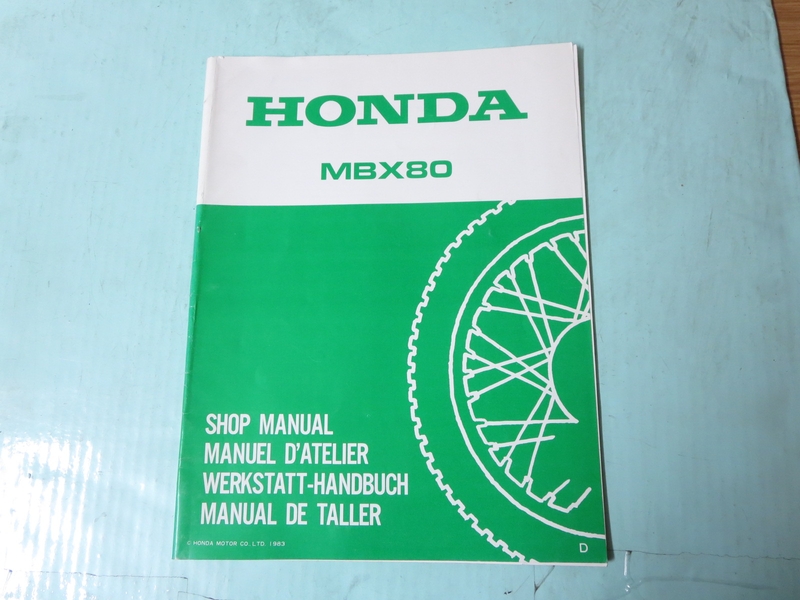 HONDA
MBX80
SHOP MANUAL
MANUEL D'ATELIER
WERKSTATT-HANDBUCH
MANUAL DE TALLER
© HONDA MOTOR CO., LTD. 1983
D